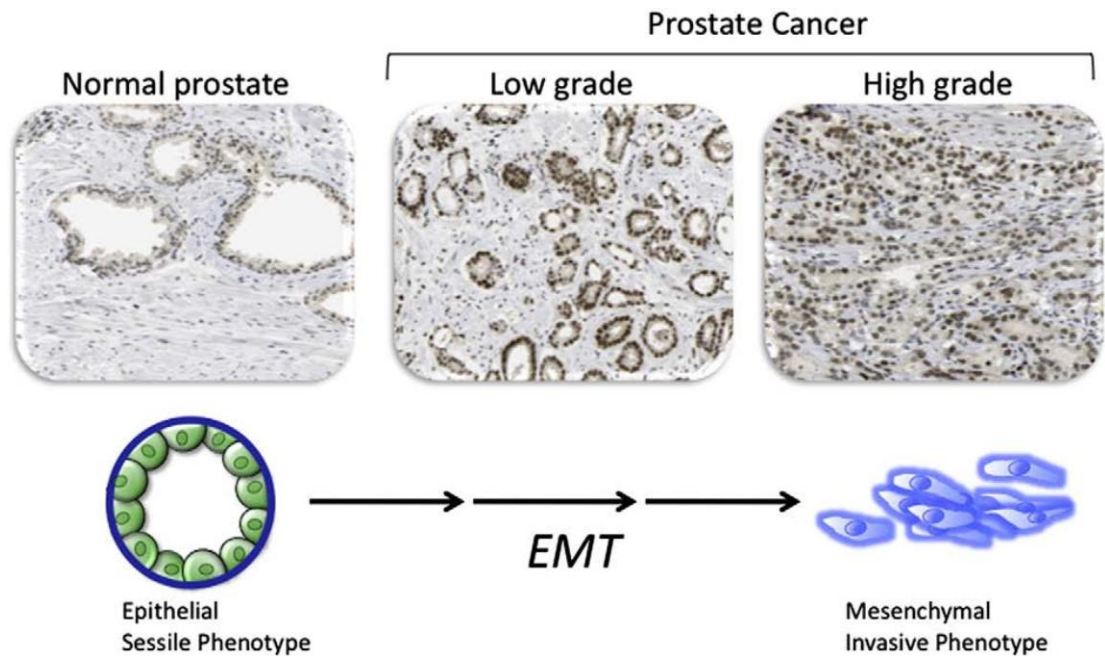 Prostate Cancer
Normal prostate
Low grade
High grade
EMT
Epithelial
Sessile Phenotype
Mesenchymal
Invasive Phenotype